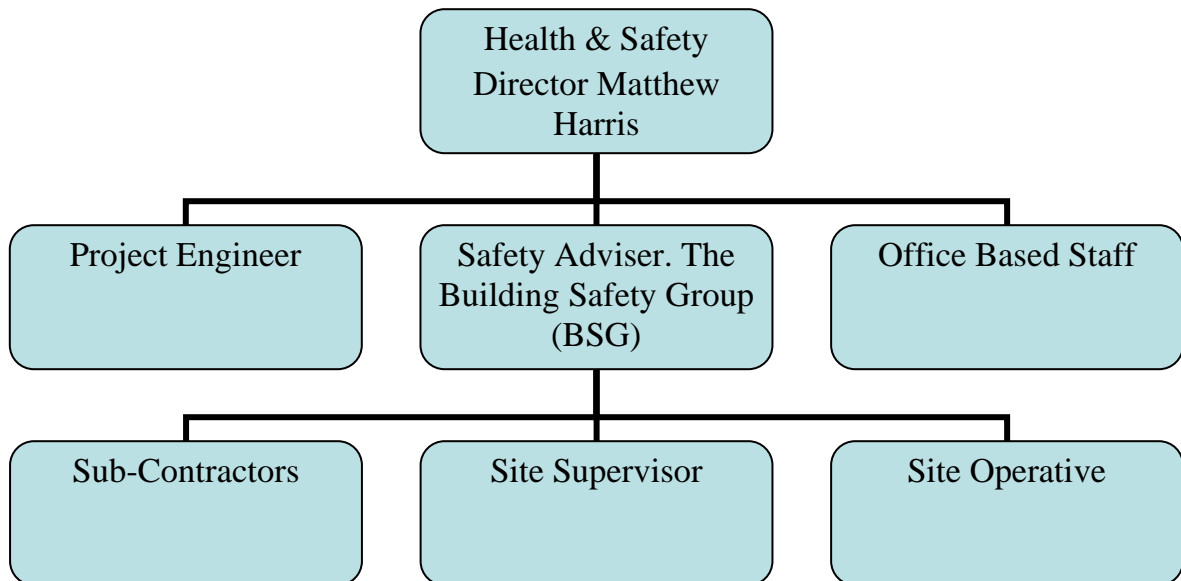 Health & Safety
Director Matthew
Harris
Project Engineer
Safety Adviser. The
Building Safety Group
(BSG)
Office Based Staff
Sub-Contractors
Site Supervisor
Site Operative